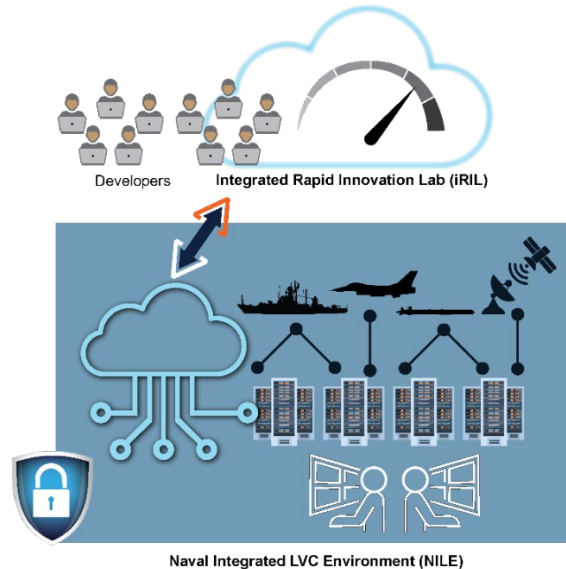 Developers
Integrated Rapid Innovation Lab (iRIL)
Naval Integrated LVC Environment (NILE)